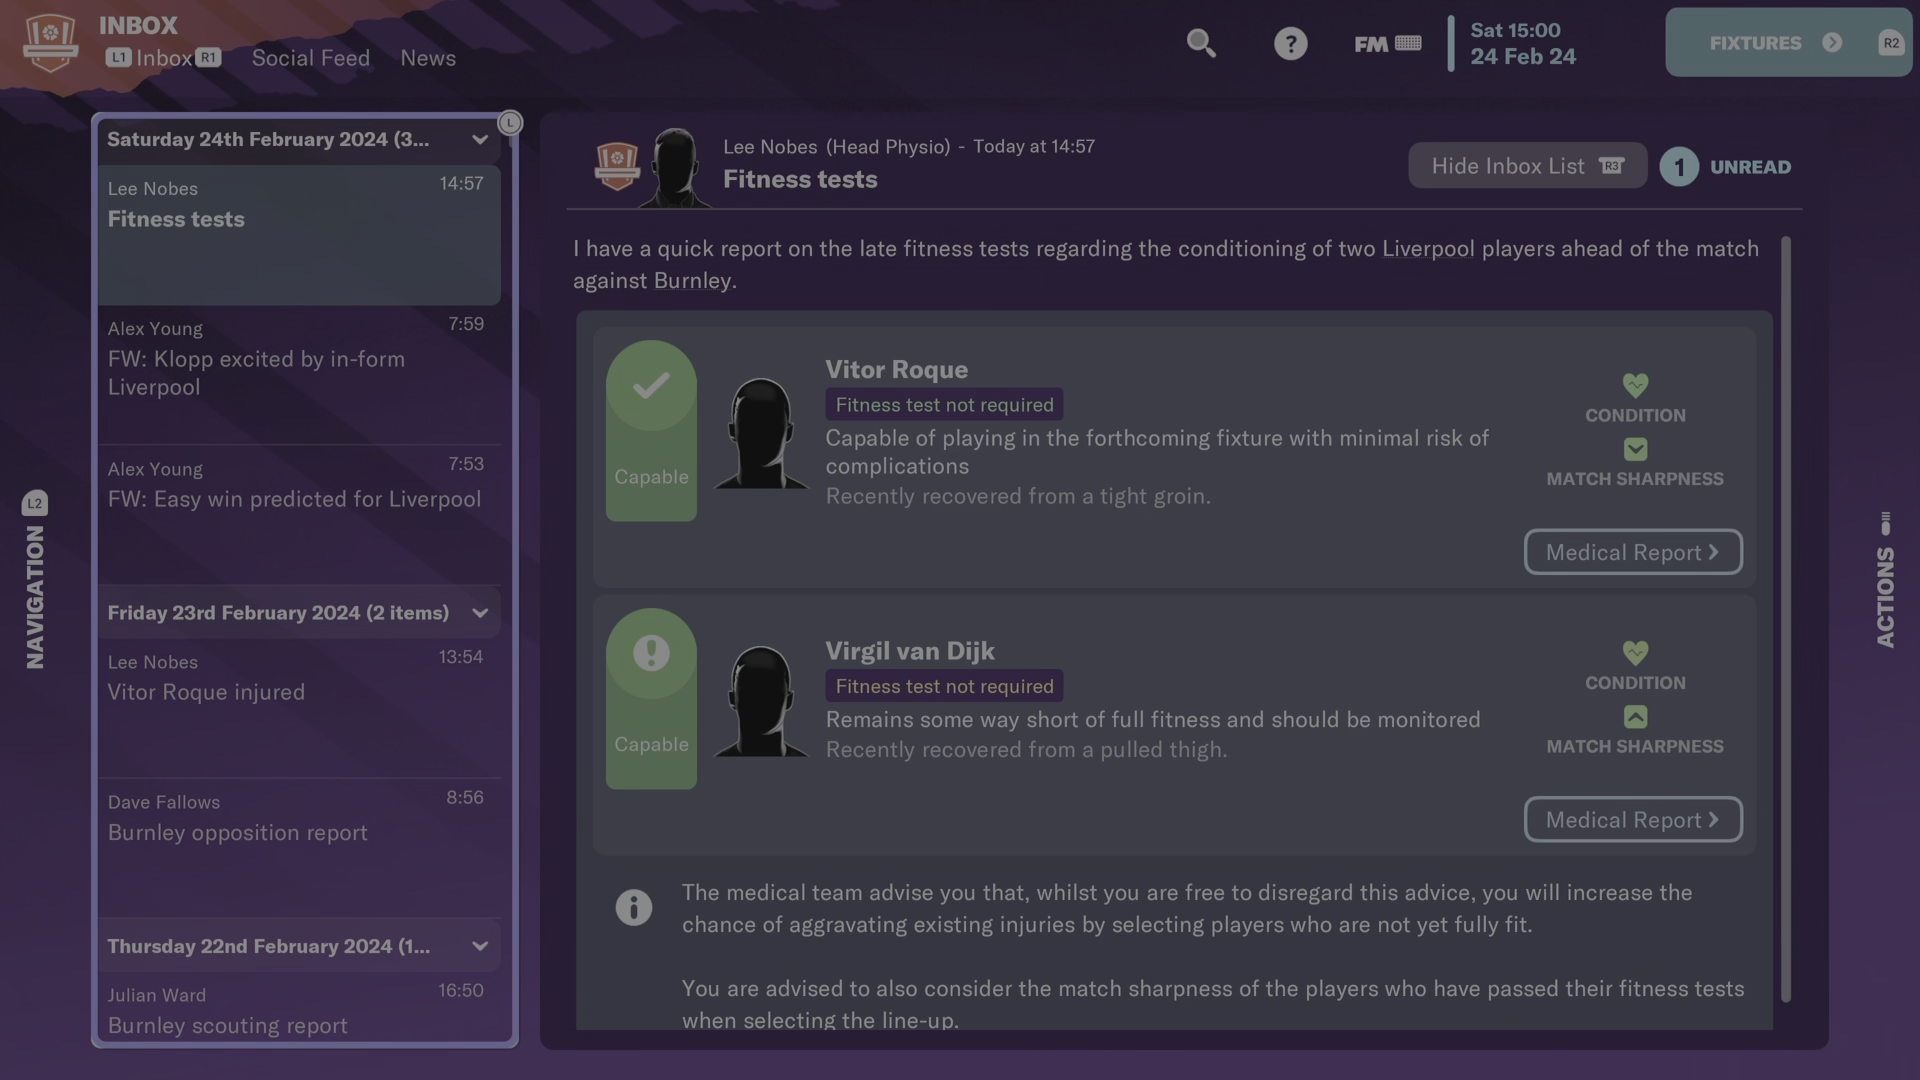 INBOX
L1 Inbox R1 Social Feed News
FM
Sat 15:00
24 Feb 24
FIXTURES
R2
L
Saturday 24th February 2024 (3...
Lee Nobes 14:57
Fitness tests
Alex Young 7:59
FW: Klopp excited by in-form
Liverpool
Alex Young 7:53
FW: Easy win predicted for Liverpool
Friday 23rd February 2024 (2 items)
Lee Nobes 13:54
Vitor Roque injured
Dave Fallows 8:56
Burnley opposition report
Thursday 22nd February 2024 (1...
Julian Ward 16:50
Burnley scouting report
L2
NAVIGATION
Lee Nobes (Head Physio) - Today at 14:57
Fitness tests
Hide Inbox List R3
1 UNREAD
I have a quick report on the late fitness tests regarding the conditioning of two Liverpool players ahead of the match
against Burnley.
Capable
Vitor Roque
Fitness test not required
Capable of playing in the forthcoming fixture with minimal risk of
complications
Recently recovered from a tight groin.
CONDITION
MATCH SHARPNESS
Medical Report
Capable
Virgil van Dijk
Fitness test not required
Remains some way short of full fitness and should be monitored
Recently recovered from a pulled thigh.
CONDITION
MATCH SHARPNESS
Medical Report
The medical team advise you that, whilst you are free to disregard this advice, you will increase the
chance of aggravating existing injuries by selecting players who are not yet fully fit.
You are advised to also consider the match sharpness of the players who have passed their fitness tests
when selecting the line-up.
ACTIONS